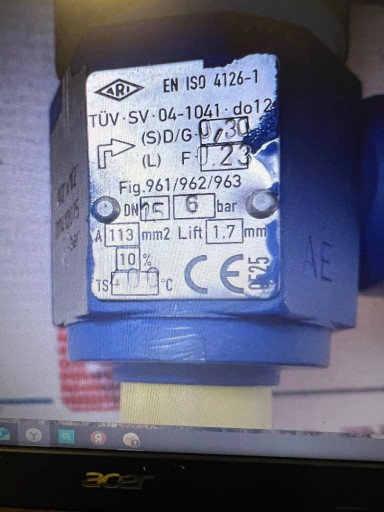 ARI EN ISO 4126-1
TÜV·SV·04-1041·do12
(S)D/G 0,30
(L) F 0.23
Fig.961/962/963
DN 15 6 bar
A 113 mm2 Lift 1.7 mm
10 %
TS °C CE 0525
AE
acer